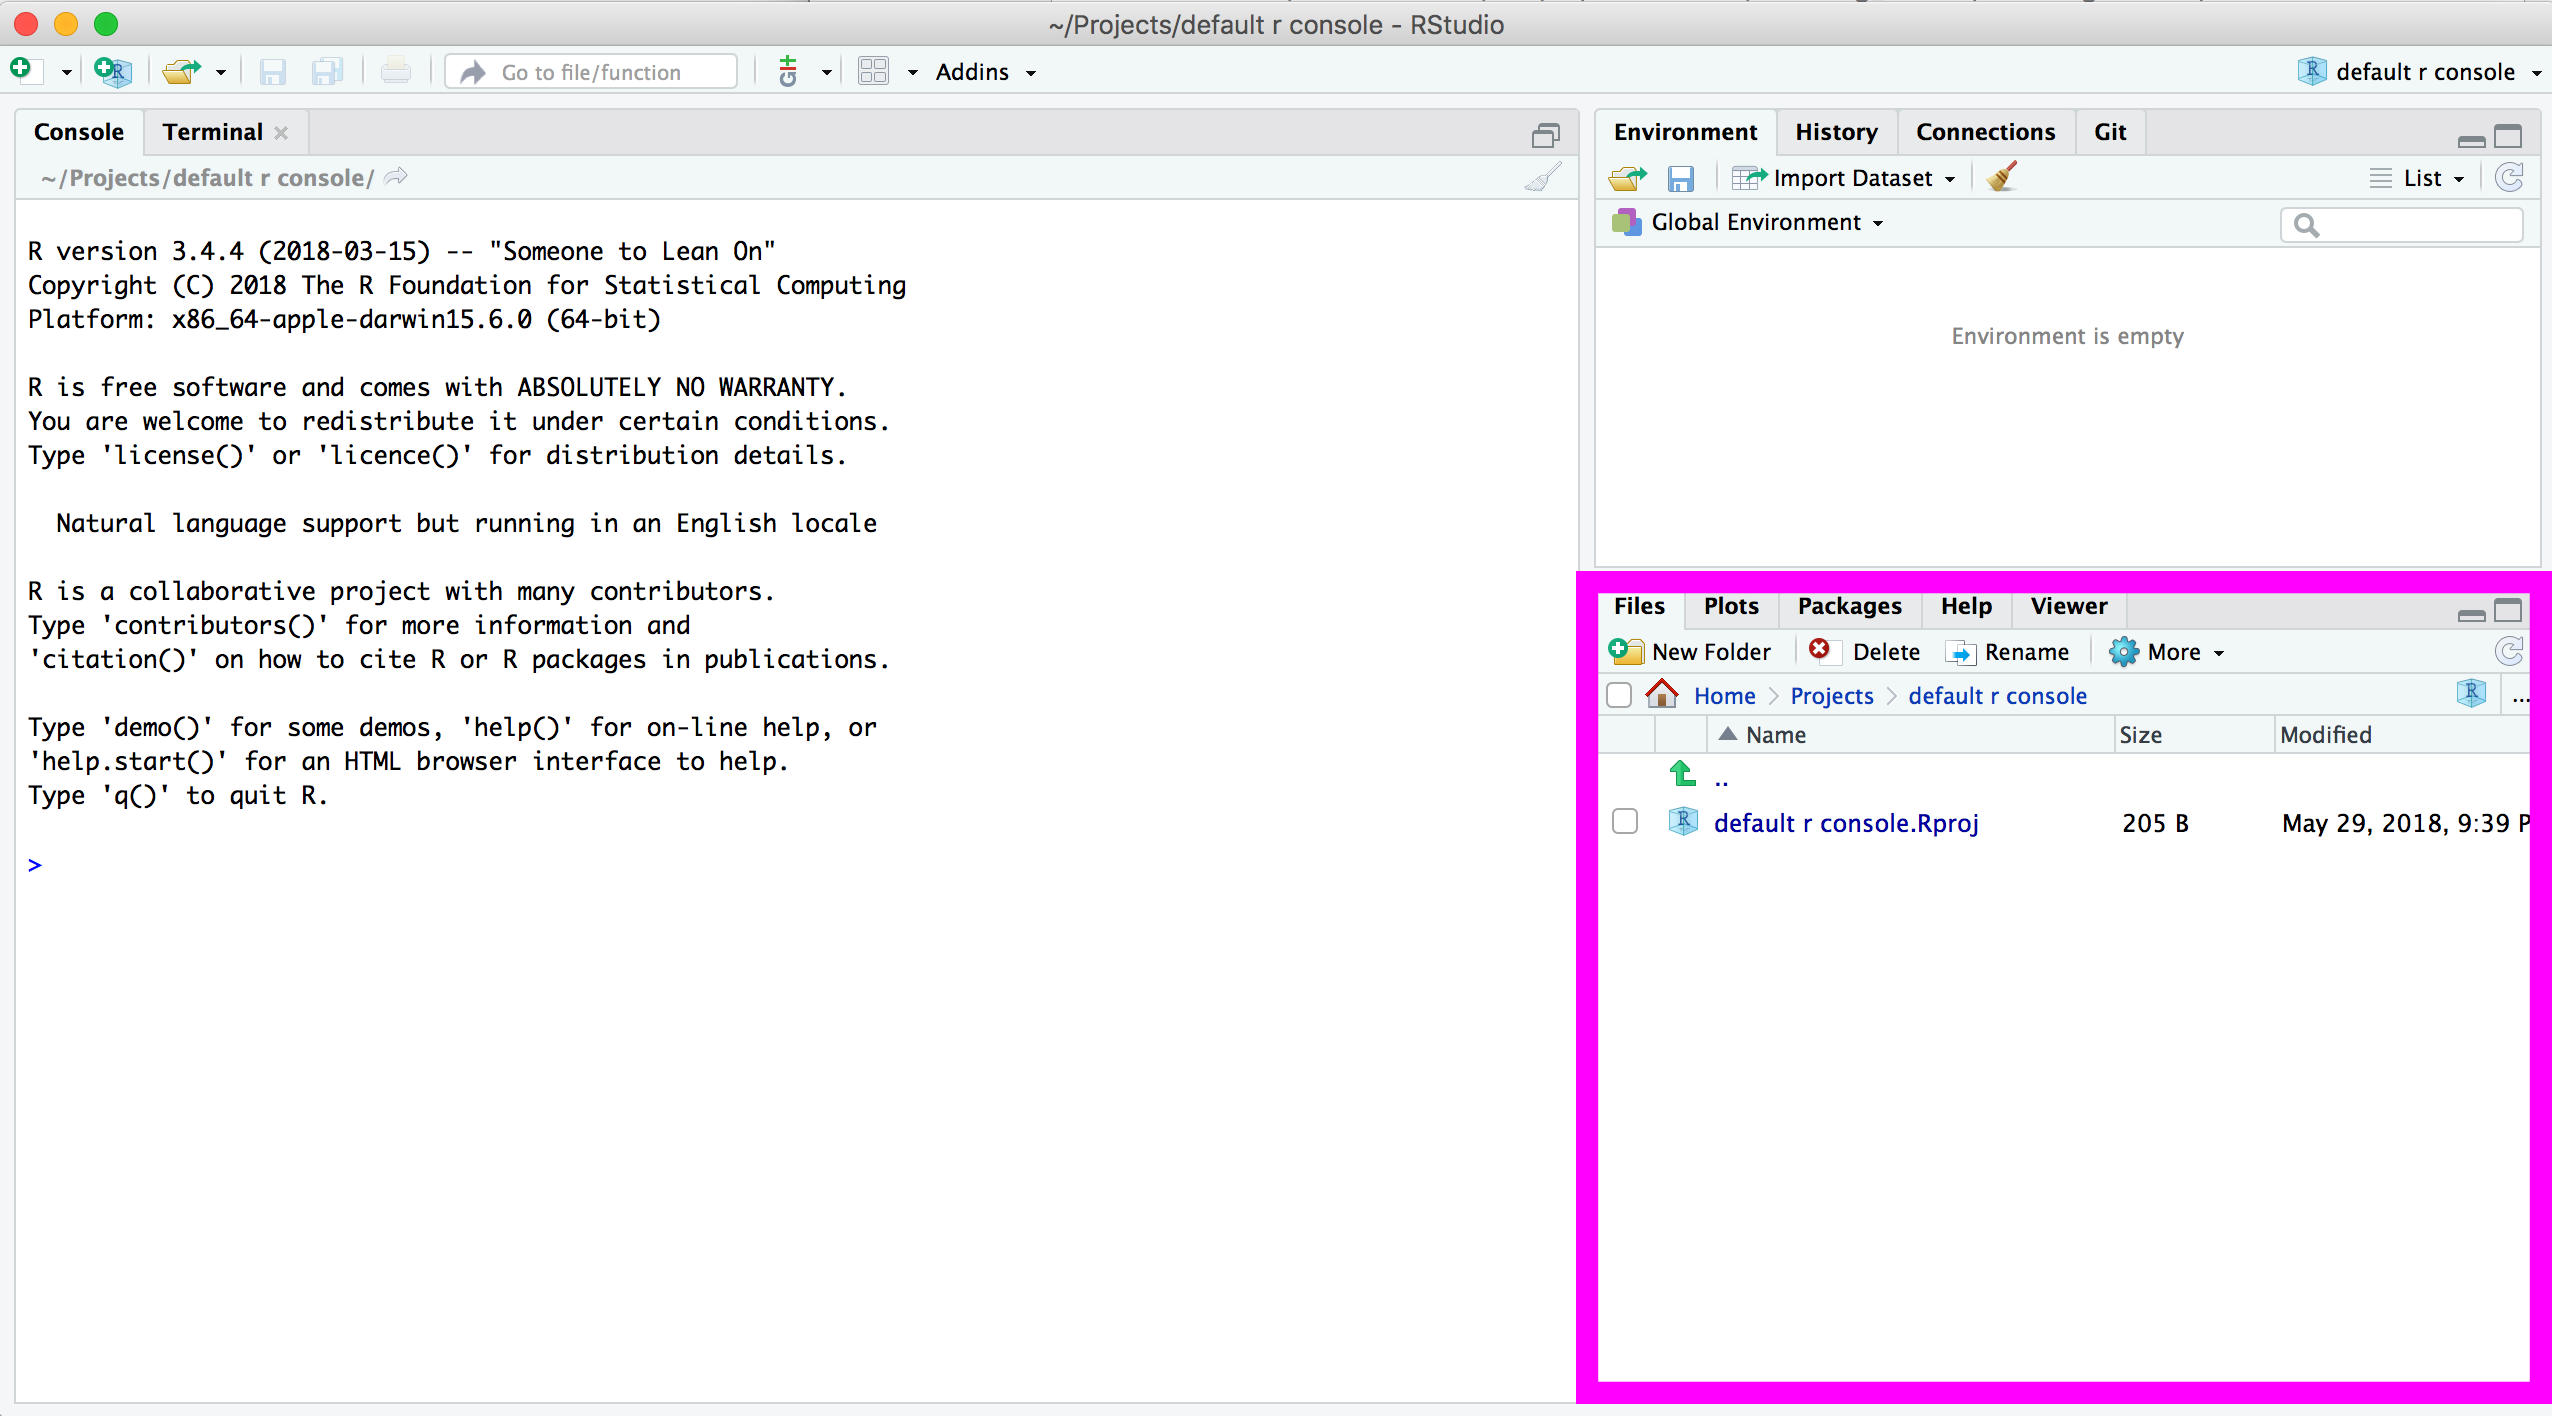 ~/Projects/default r console - RStudio
Go to file/function
Addins
default r console
Console
Terminal
~/Projects/default r console/
R version 3.4.4 (2018-03-15) -- "Someone to Lean On"
Copyright (C) 2018 The R Foundation for Statistical Computing
Platform: x86_64-apple-darwin15.6.0 (64-bit)
R is free software and comes with ABSOLUTELY NO WARRANTY.
You are welcome to redistribute it under certain conditions.
Type 'license()' or 'licence()' for distribution details.
Natural language support but running in an English locale
R is a collaborative project with many contributors.
Type 'contributors()' for more information and
'citation()' on how to cite R or R packages in publications.
Type 'demo()' for some demos, 'help()' for on-line help, or
'help.start()' for an HTML browser interface to help.
Type 'q()' to quit R.
>
Environment History Connections Git
Import Dataset List
Global Environment
Environment is empty
Files Plots Packages Help Viewer
New Folder Delete Rename More
Home Projects default r console ...
Name Size Modified
..
default r console.Rproj 205 B May 29, 2018, 9:39 P